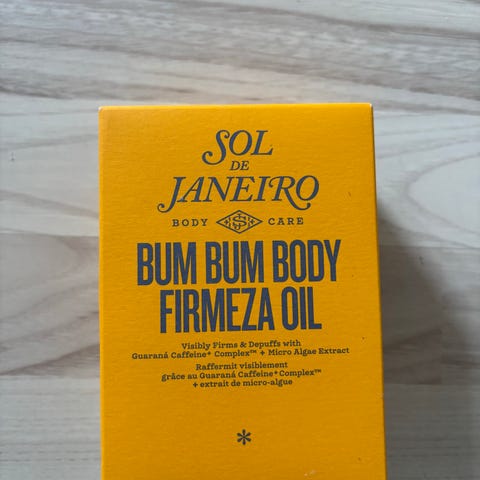 SOL
DE
JANEIRO
BODY S CARE
BUM BUM BODY
FIRMEZA OIL
Visibly Firms & Depuffs with
Guaraná Caffeine+ Complex™ + Micro Algae Extract
Raffermit visiblement
grâce au Guaraná Caffeine+Complex™
+ extrait de micro-algue
*